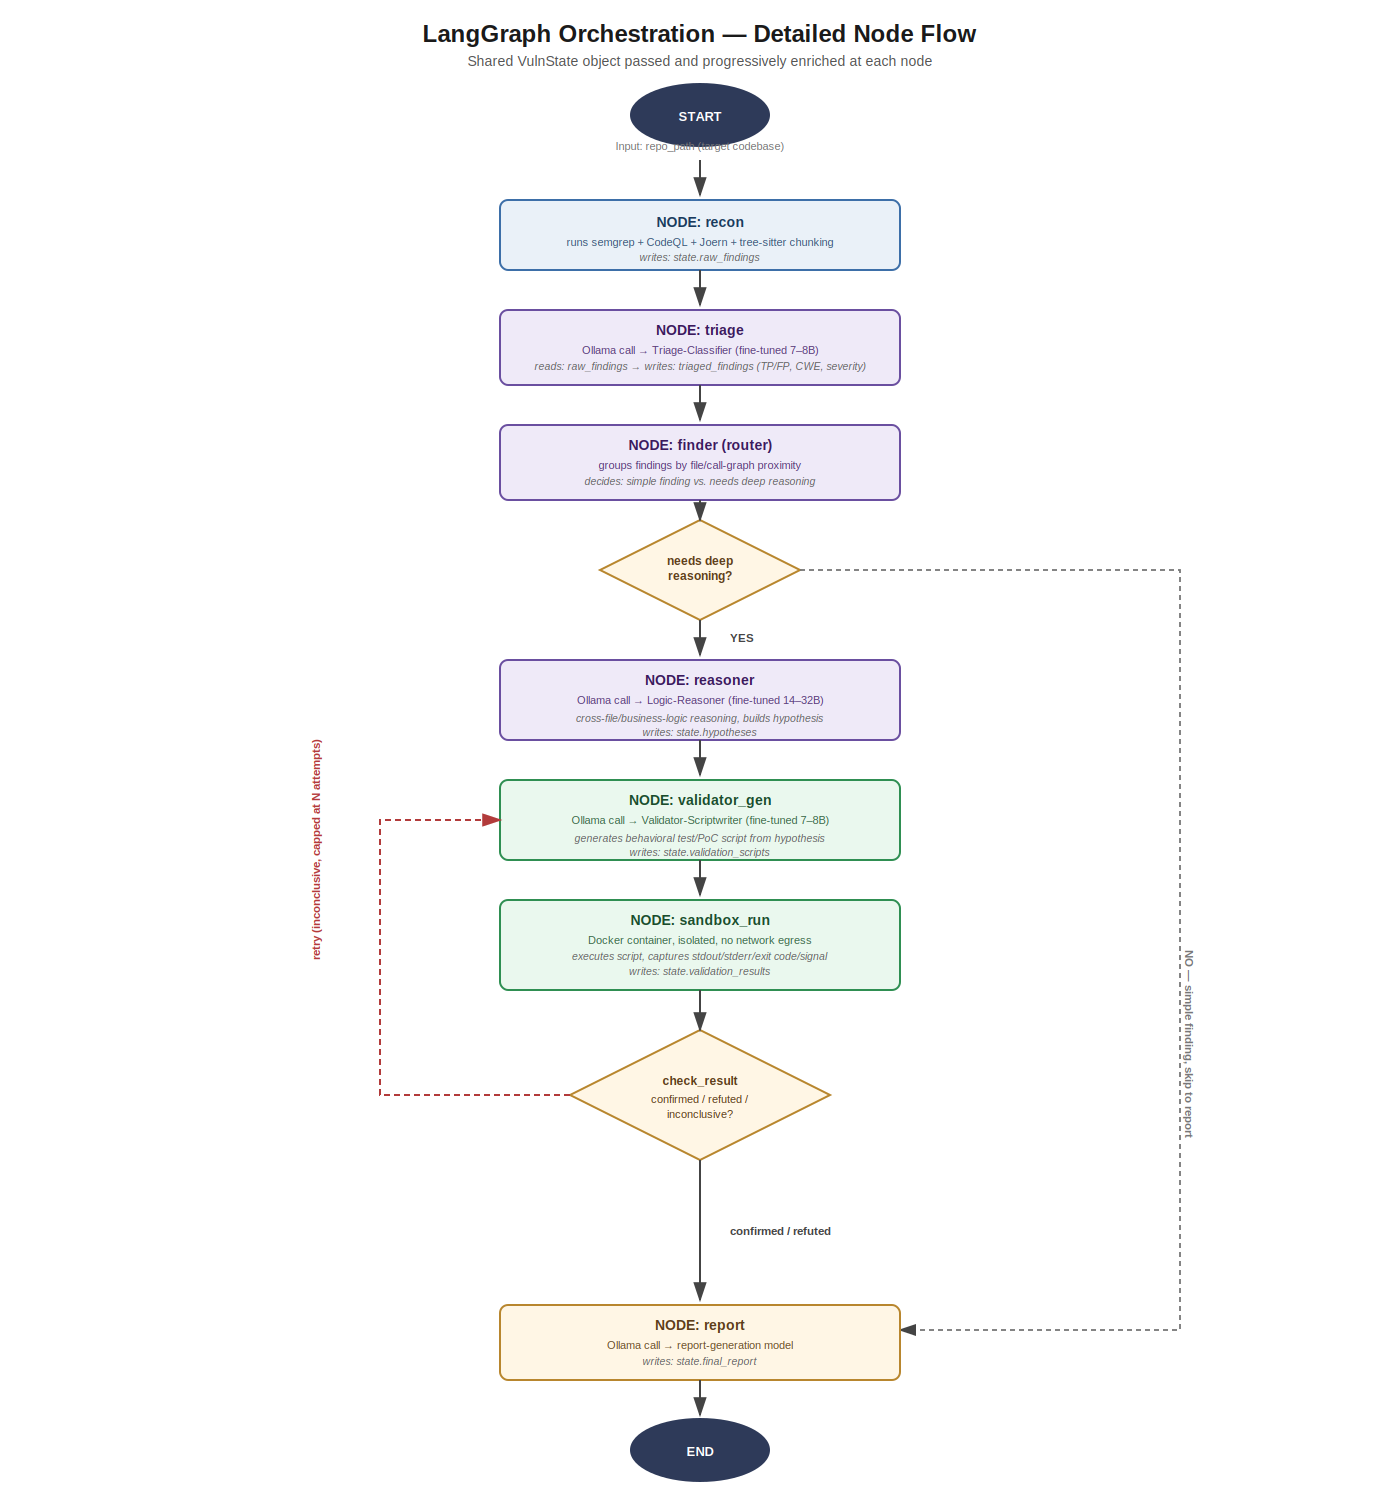 LangGraph Orchestration — Detailed Node Flow
Shared VulnState object passed and progressively enriched at each node
START
Input: repo_path (target codebase)
NODE: recon
runs semgrep + CodeQL + Joern + tree-sitter chunking
writes: state.raw_findings
NODE: triage
Ollama call → Triage-Classifier (fine-tuned 7–8B)
reads: raw_findings → writes: triaged_findings (TP/FP, CWE, severity)
NODE: finder (router)
groups findings by file/call-graph proximity
decides: simple finding vs. needs deep reasoning
needs deep
reasoning?
YES
NODE: reasoner
Ollama call → Logic-Reasoner (fine-tuned 14–32B)
cross-file/business-logic reasoning, builds hypothesis
writes: state.hypotheses
retry (inconclusive, capped at N attempts)
NODE: validator_gen
Ollama call → Validator-Scriptwriter (fine-tuned 7–8B)
generates behavioral test/PoC script from hypothesis
writes: state.validation_scripts
NODE: sandbox_run
Docker container, isolated, no network egress
executes script, captures stdout/stderr/exit code/signal
writes: state.validation_results
NO — simple finding, skip to report
check_result
confirmed / refuted /
inconclusive?
confirmed / refuted
NODE: report
Ollama call → report-generation model
writes: state.final_report
END